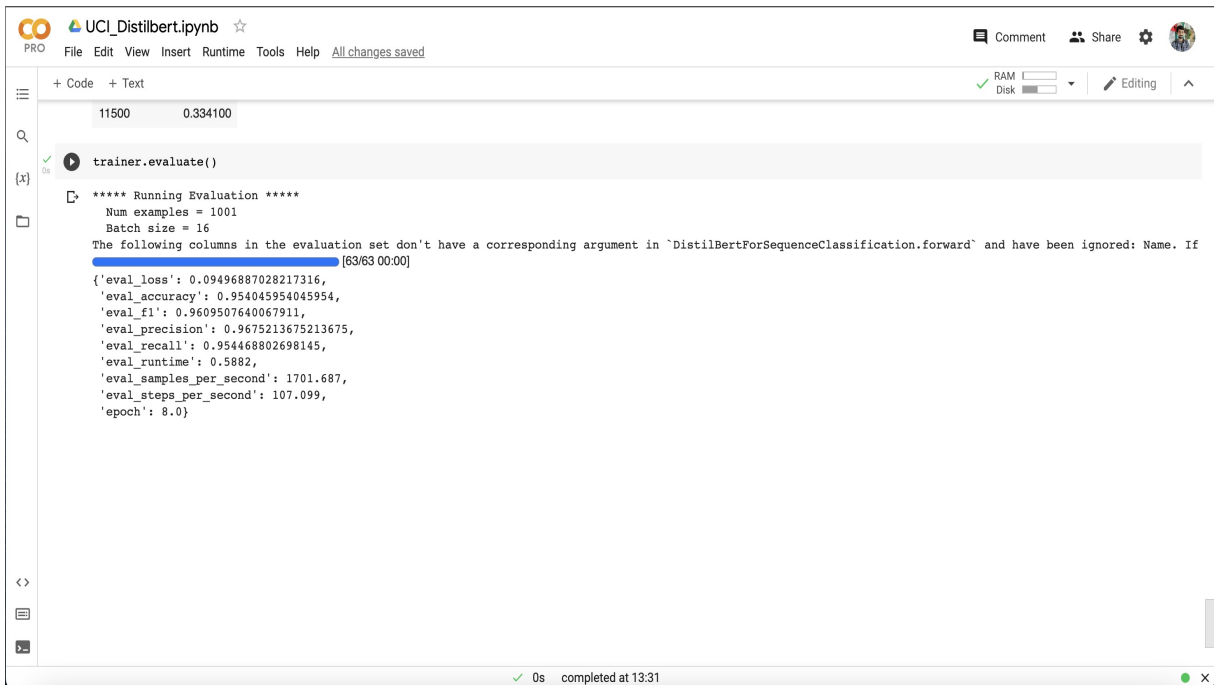 UCI_Distilbert.ipynb
Comment
Share
PRO
File Edit View Insert Runtime Tools Help All changes saved
+ Code + Text
RAM
Disk
Editing
11500 0.334100
0s
trainer.evaluate()
{x}
***** Running Evaluation *****
Num examples = 1001
Batch size = 16
The following columns in the evaluation set don't have a corresponding argument in `DistilBertForSequenceClassification.forward` and have been ignored: Name. If
[63/63 00:00]
{'eval_loss': 0.09496887028217316,
'eval_accuracy': 0.954045954045954,
'eval_f1': 0.9609507640067911,
'eval_precision': 0.9675213675213675,
'eval_recall': 0.954468802698145,
'eval_runtime': 0.5882,
'eval_samples_per_second': 1701.687,
'eval_steps_per_second': 107.099,
'epoch': 8.0}
0s completed at 13:31